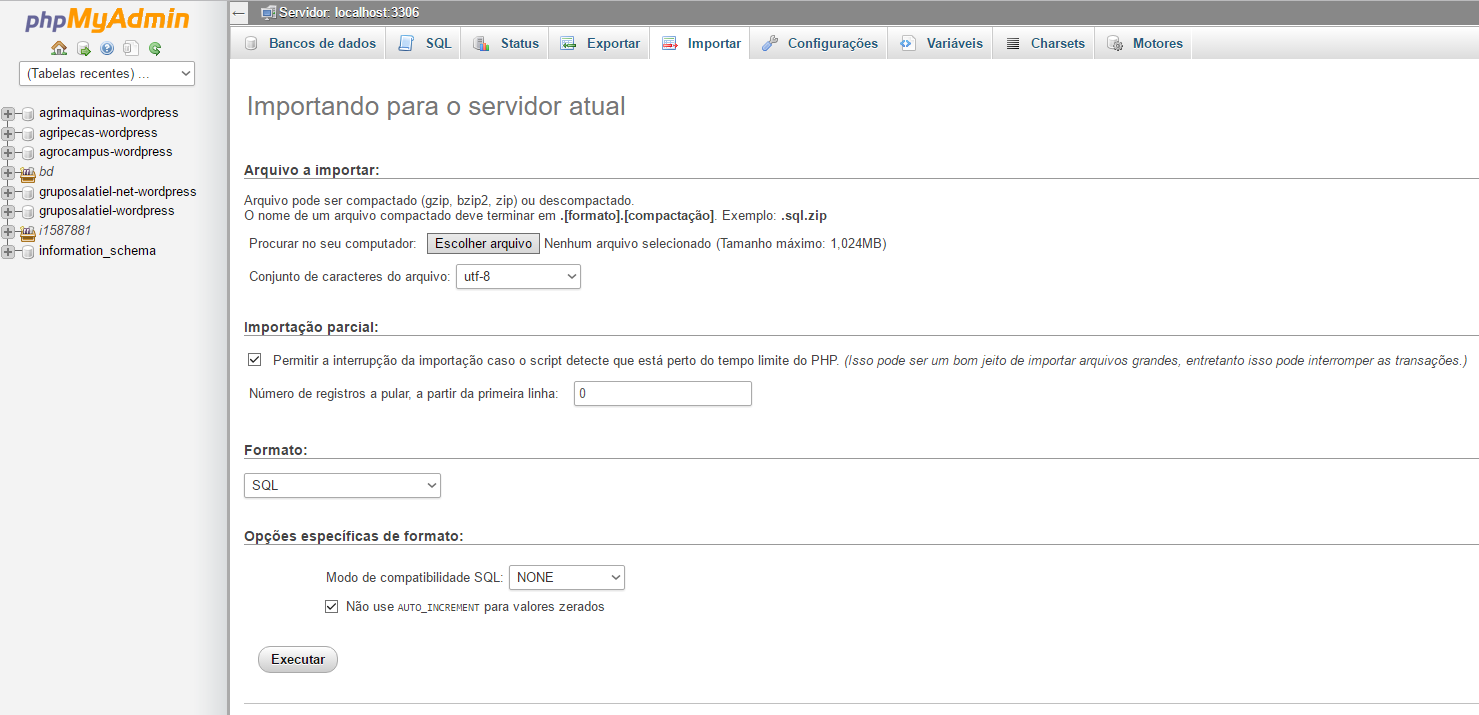 phpMyAdmin
(Tabelas recentes) ...
agrimaquinas-wordpress
agripecas-wordpress
agrocampus-wordpress
bd
gruposalatiel-net-wordpress
gruposalatiel-wordpress
i1587881
information_schema
Servidor: localhost:3306
Bancos de dados SQL Status Exportar Importar Configurações Variáveis Charsets Motores
Importando para o servidor atual
Arquivo a importar:
Arquivo pode ser compactado (gzip, bzip2, zip) ou descompactado.
O nome de um arquivo compactado deve terminar em .[formato].[compactação]. Exemplo: .sql.zip
Procurar no seu computador: Escolher arquivo Nenhum arquivo selecionado (Tamanho máximo: 1,024MB)
Conjunto de caracteres do arquivo: utf-8
Importação parcial:
Permitir a interrupção da importação caso o script detecte que está perto do tempo limite do PHP. (Isso pode ser um bom jeito de importar arquivos grandes, entretanto isso pode interromper as transações.)
Número de registros a pular, a partir da primeira linha: 0
Formato:
SQL
Opções específicas de formato:
Modo de compatibilidade SQL: NONE
Não use AUTO_INCREMENT para valores zerados
Executar